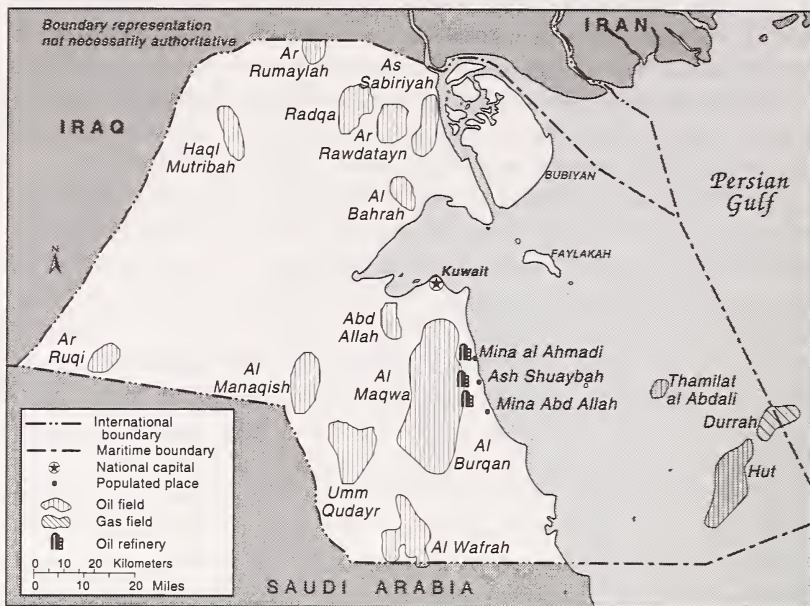 Boundary representation
not necessarily authoritative
IRAN
Ar
Rumaylah
As
Sabiriyah
IRAQ
Radqa
Haql
Mutribah
Ar
Rawdatayn
Persian
Gulf
BUBIYAN
Al
Bahrah
FAYLAKAH
N
Kuwait
Abd
Allah
Ar
Ruqi
Mina al Ahmadi
Al
Manaqish
Al
Maqwa
Ash Shuaybah
Thamilat
al Abdali
Mina Abd Allah
Durrah
Al
Burqan
Hut
Umm
Qudayr
Al Wafrah
International
boundary
Maritime boundary
National capital
Populated place
Oil field
Gas field
Oil refinery
0 10 20 Kilometers
0 10 20 Miles
SAUDI ARABIA